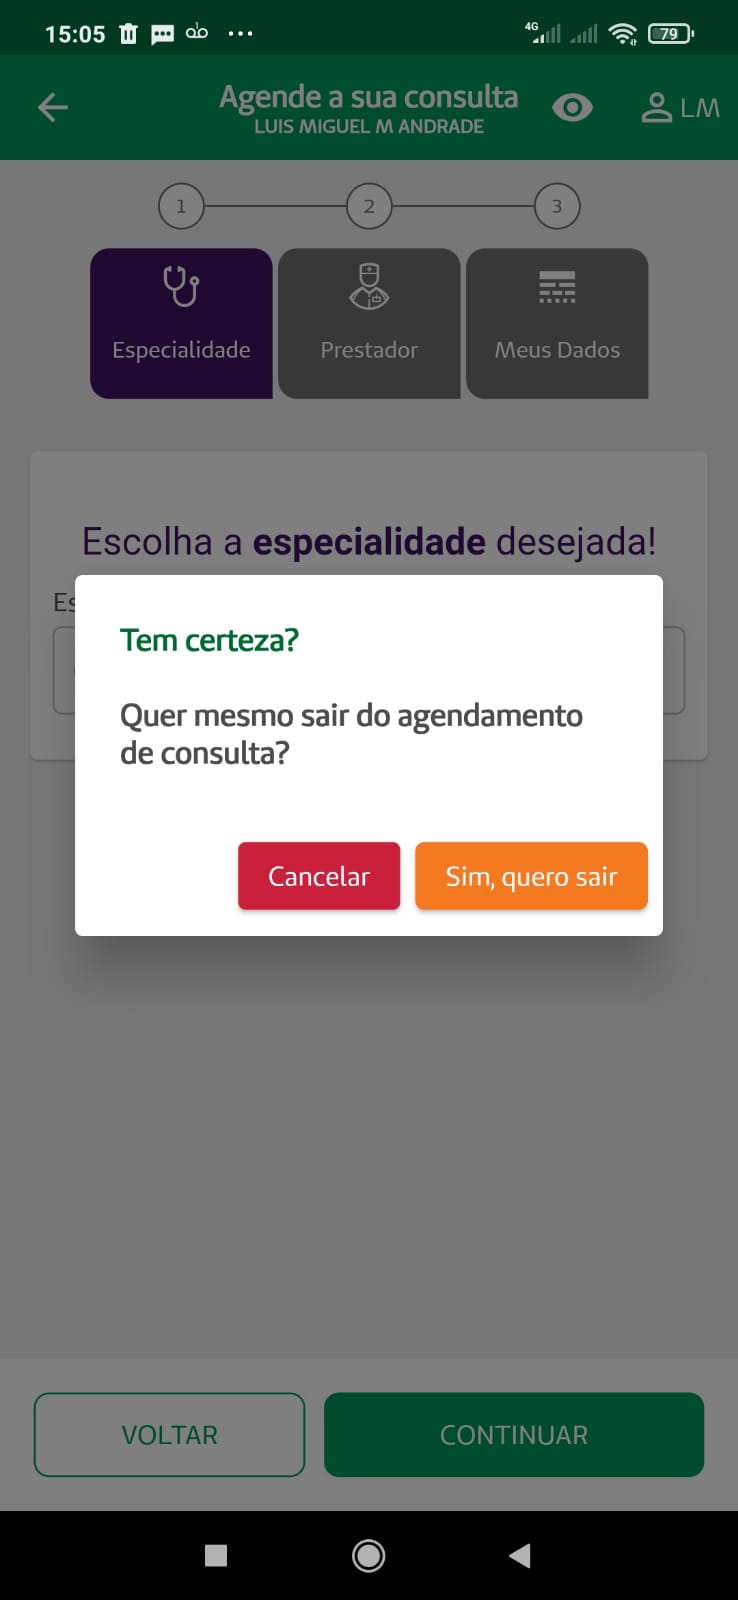 15:05
4G
79
Agende a sua consulta
LUIS MIGUEL M ANDRADE
LM
1
2
3
Especialidade
Prestador
Meus Dados
Escolha a especialidade desejada!
Es
Tem certeza?
Quer mesmo sair do agendamento
de consulta?
Cancelar
Sim, quero sair
VOLTAR
CONTINUAR